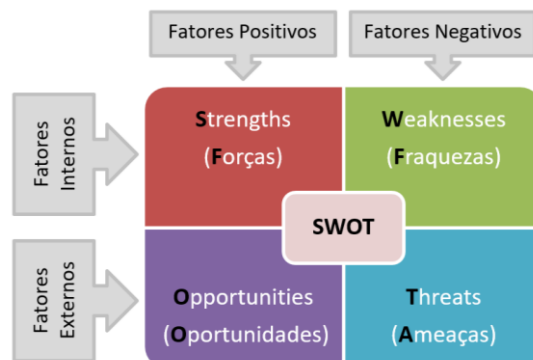 Fatores Positivos
Fatores Negativos
Fatores
Internos
Strengths
(Forças)
Weaknesses
(Fraquezas)
SWOT
Fatores
Externos
Opportunities
(Oportunidades)
Threats
(Ameaças)